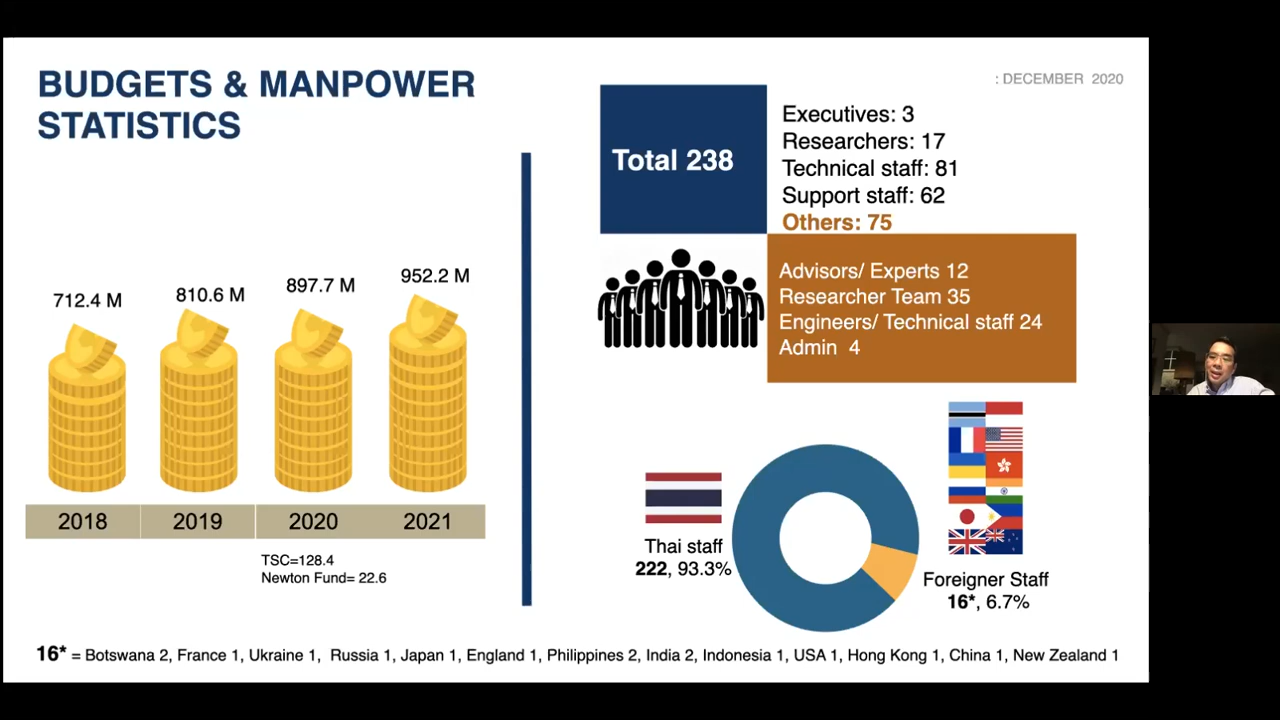 BUDGETS & MANPOWER
STATISTICS
: DECEMBER 2020
Total 238
Executives: 3
Researchers: 17
Technical staff: 81
Support staff: 62
Others: 75
Advisors/ Experts 12
Researcher Team 35
Engineers/ Technical staff 24
Admin 4
712.4 M
810.6 M
897.7 M
952.2 M
2018
2019
2020
2021
TSC=128.4
Newton Fund= 22.6
Thai staff
222, 93.3%
Foreigner Staff
16*, 6.7%
16* = Botswana 2, France 1, Ukraine 1, Russia 1, Japan 1, England 1, Philippines 2, India 2, Indonesia 1, USA 1, Hong Kong 1, China 1, New Zealand 1